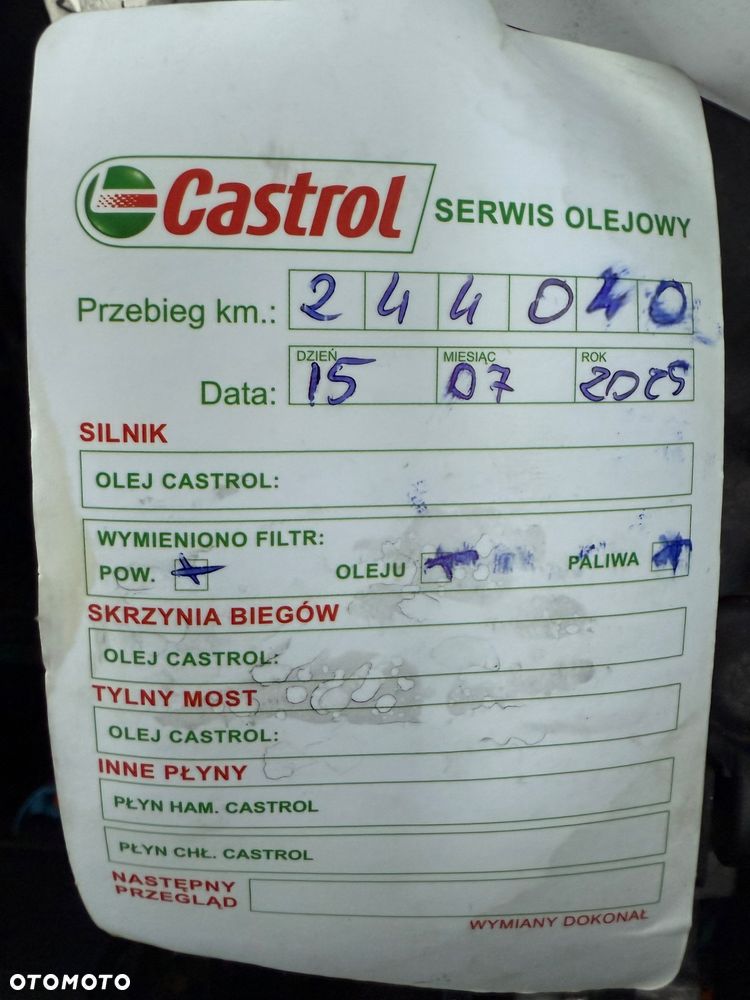 Castrol SERWIS OLEJOWY
Przebieg km.: 244040
DZIEŃ MIESIĄC ROK
Data: 15 07 2025
SILNIK
OLEJ CASTROL:
WYMIENIONO FILTR:
POW. + OLEJU + PALIWA +
SKRZYNIA BIEGÓW
OLEJ CASTROL:
TYLNY MOST
OLEJ CASTROL:
INNE PŁYNY
PŁYN HAM. CASTROL
PŁYN CHŁ. CASTROL
NASTĘPNY
PRZEGLĄD
WYMIANY DOKONAŁ
OTOMOTO